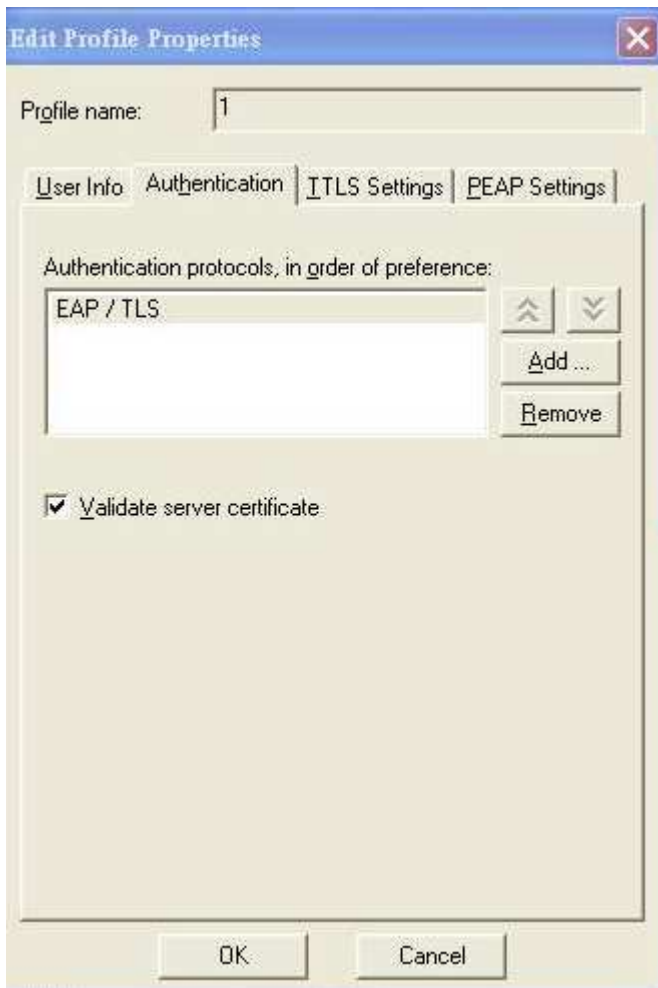 Edit Profile Properties
Profile name: 1
User Info Authentication TTLS Settings PEAP Settings
Authentication protocols, in order of preference:
EAP / TLS
Add ...
Remove
Validate server certificate
OK Cancel